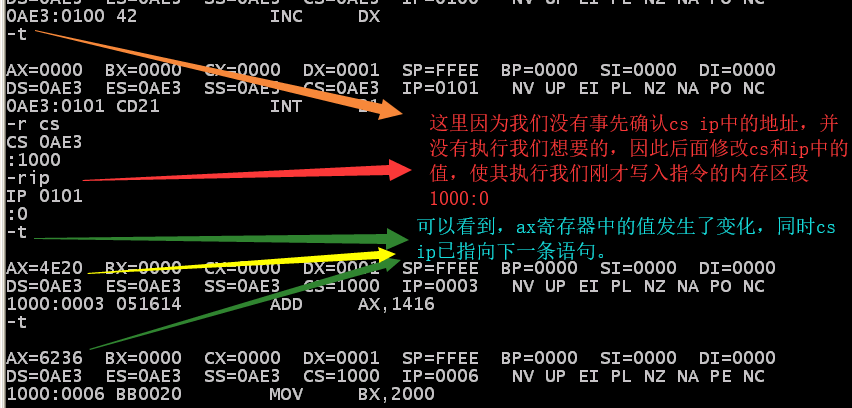 DS=0AE3 ES=0AE3 SS=0AE3 CS=0AE3 IP=0100 NV UP EI PL NZ NA PO NC
0AE3:0100 42 INC DX
-t
AX=0000 BX=0000 CX=0000 DX=0001 SP=FFEE BP=0000 SI=0000 DI=0000
DS=0AE3 ES=0AE3 SS=0AE3 CS=0AE3 IP=0101 NV UP EI PL NZ NA PO NC
0AE3:0101 CD21 INT 21
-r cs
CS 0AE3
:1000
-rip
IP 0101
:0
-t
这里因为我们没有事先确认cs ip中的地址，并
没有执行我们想要的，因此后面修改cs和ip中的
值，使其执行我们刚才写入指令的内存区段
1000:0
可以看到，ax寄存器中的值发生了变化，同时cs
ip已指向下一条语句。
AX=4E20 BX=0000 CX=0000 DX=0001 SP=FFEE BP=0000 SI=0000 DI=0000
DS=0AE3 ES=0AE3 SS=0AE3 CS=1000 IP=0003 NV UP EI PL NZ NA PO NC
1000:0003 051614 ADD AX,1416
-t
AX=6236 BX=0000 CX=0000 DX=0001 SP=FFEE BP=0000 SI=0000 DI=0000
DS=0AE3 ES=0AE3 SS=0AE3 CS=1000 IP=0006 NV UP EI PL NZ NA PE NC
1000:0006 BB0020 MOV BX,2000